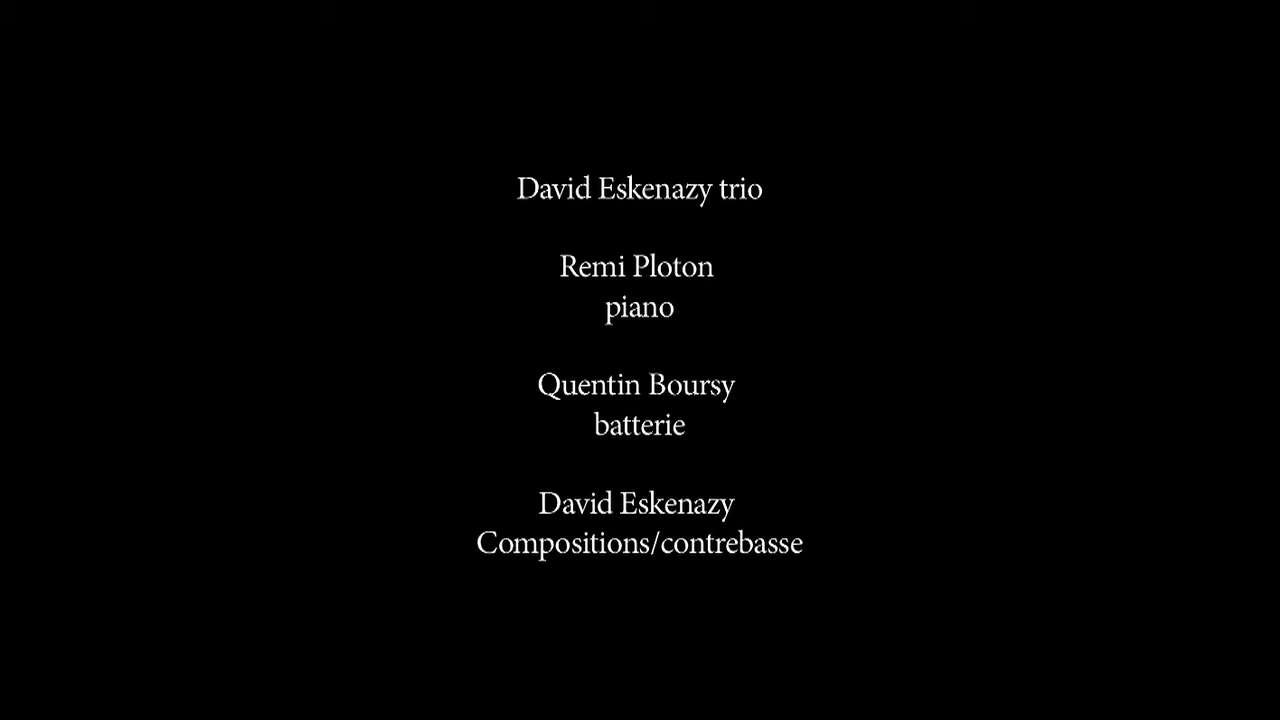 David Eskenazy trio
Remi Ploton
piano
Quentin Boursy
batterie
David Eskenazy
Compositions/contrebasse